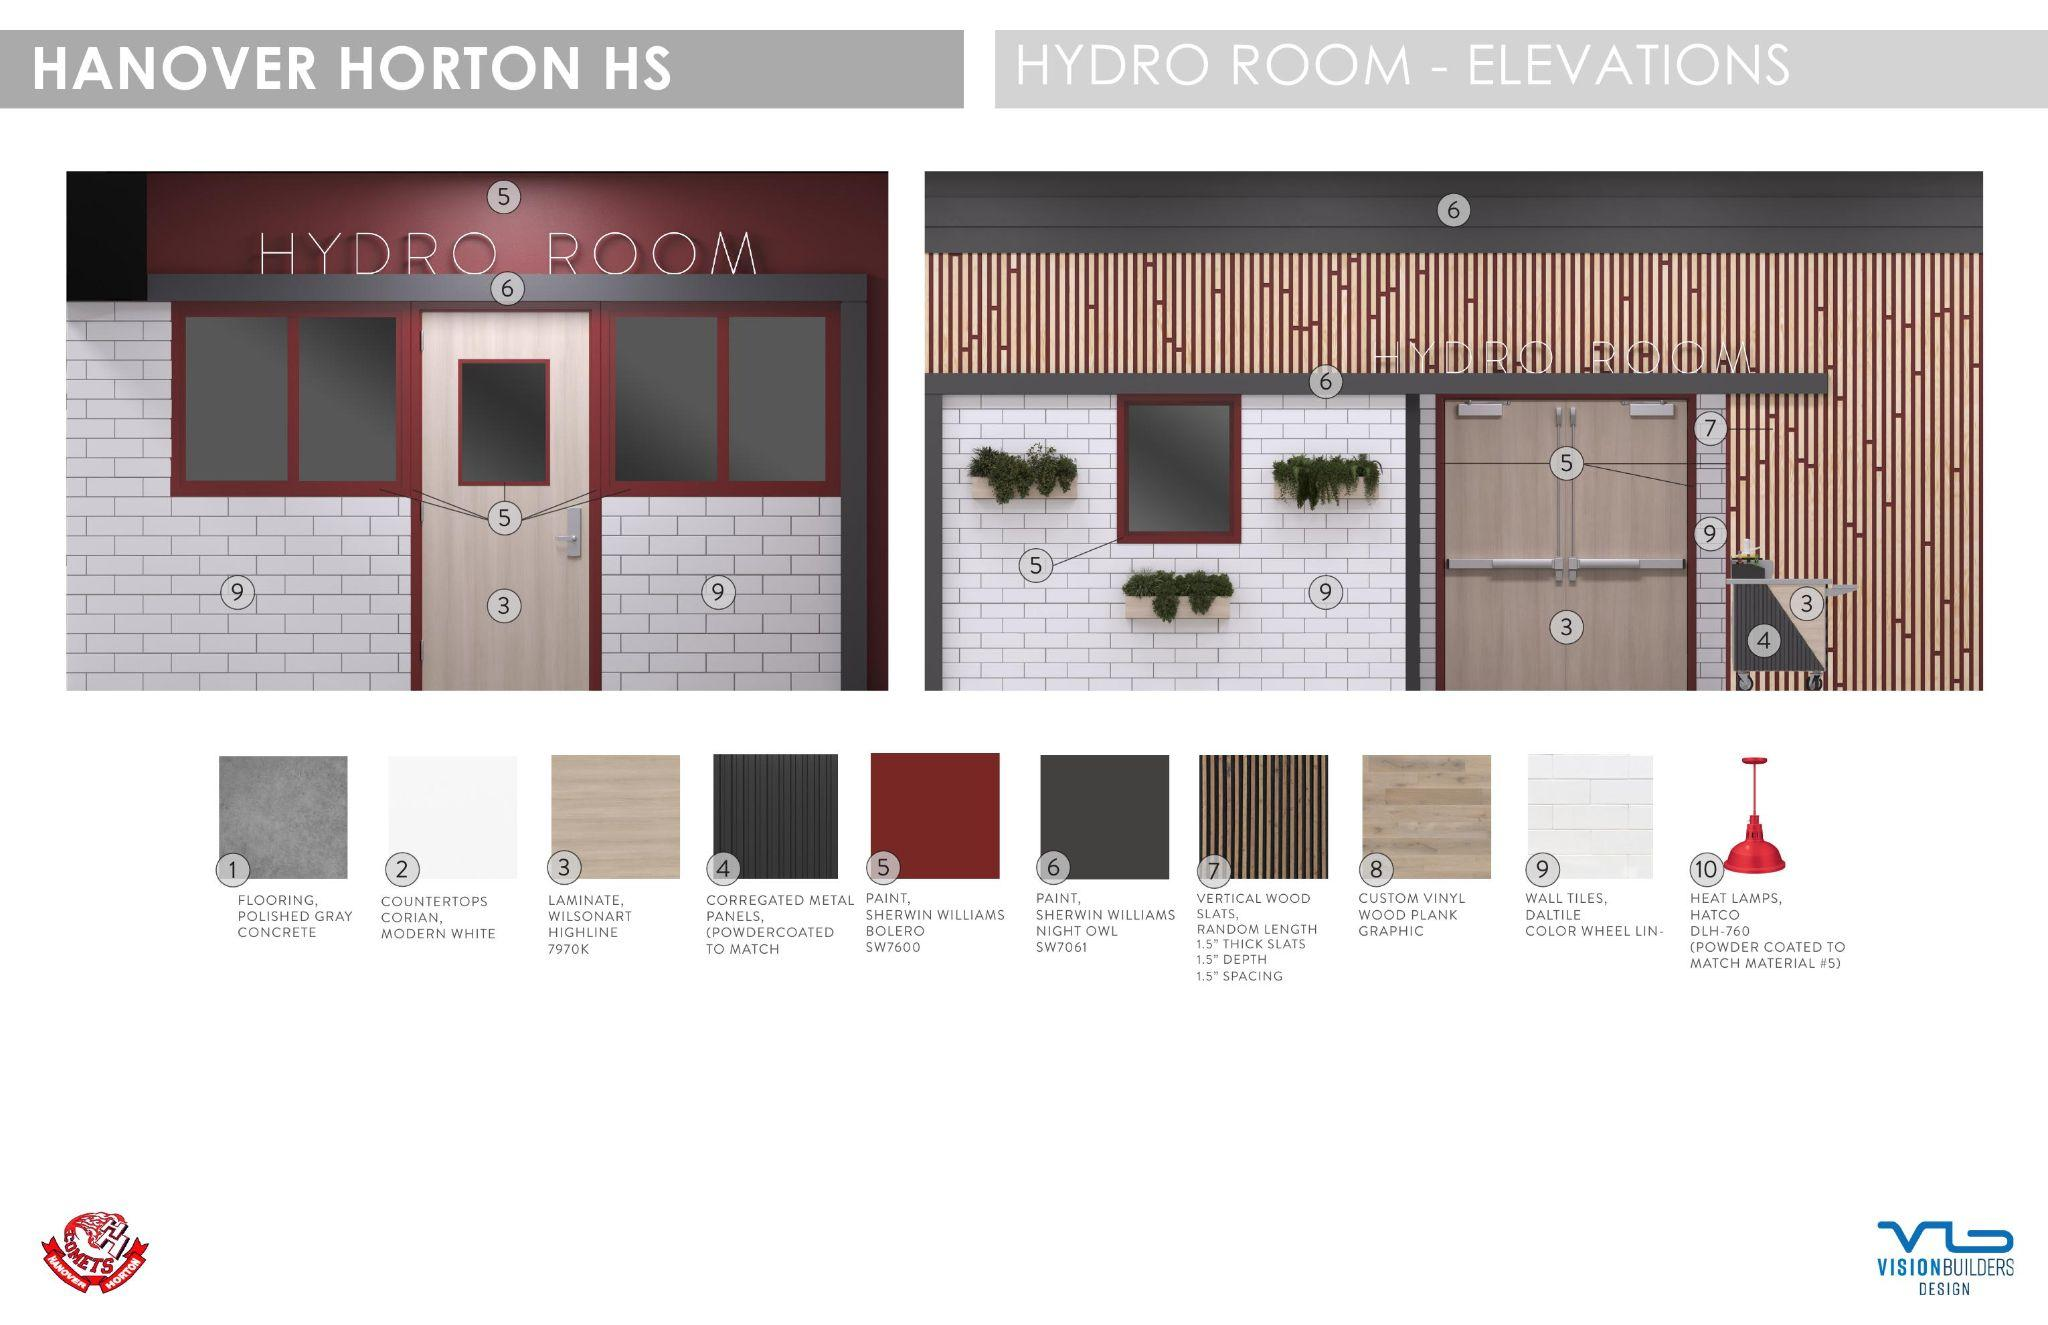 HANOVER HORTON HS
HYDRO ROOM - ELEVATIONS
5
HYDRO ROOM
6
5
9
3
9
6
HYDRO ROOM
6
7
5
9
5
9
3
3
4
1
FLOORING,
POLISHED GRAY
CONCRETE
2
COUNTERTOPS
CORIAN,
MODERN WHITE
3
LAMINATE,
WILSONART
HIGHLINE
7970K
4
CORREGATED METAL
PANELS,
(POWDERCOATED
TO MATCH
5
PAINT,
SHERWIN WILLIAMS
BOLERO
SW7600
6
PAINT,
SHERWIN WILLIAMS
NIGHT OWL
SW7061
7
VERTICAL WOOD
SLATS,
RANDOM LENGTH
1.5” THICK SLATS
1.5” DEPTH
1.5” SPACING
8
CUSTOM VINYL
WOOD PLANK
GRAPHIC
9
WALL TILES,
DALTILE
COLOR WHEEL LIN-
10
HEAT LAMPS,
HATCO
DLH-760
(POWDER COATED TO
MATCH MATERIAL #5)
HH
COMETS
HANOVER HORTON
VISIONBUILDERS
DESIGN